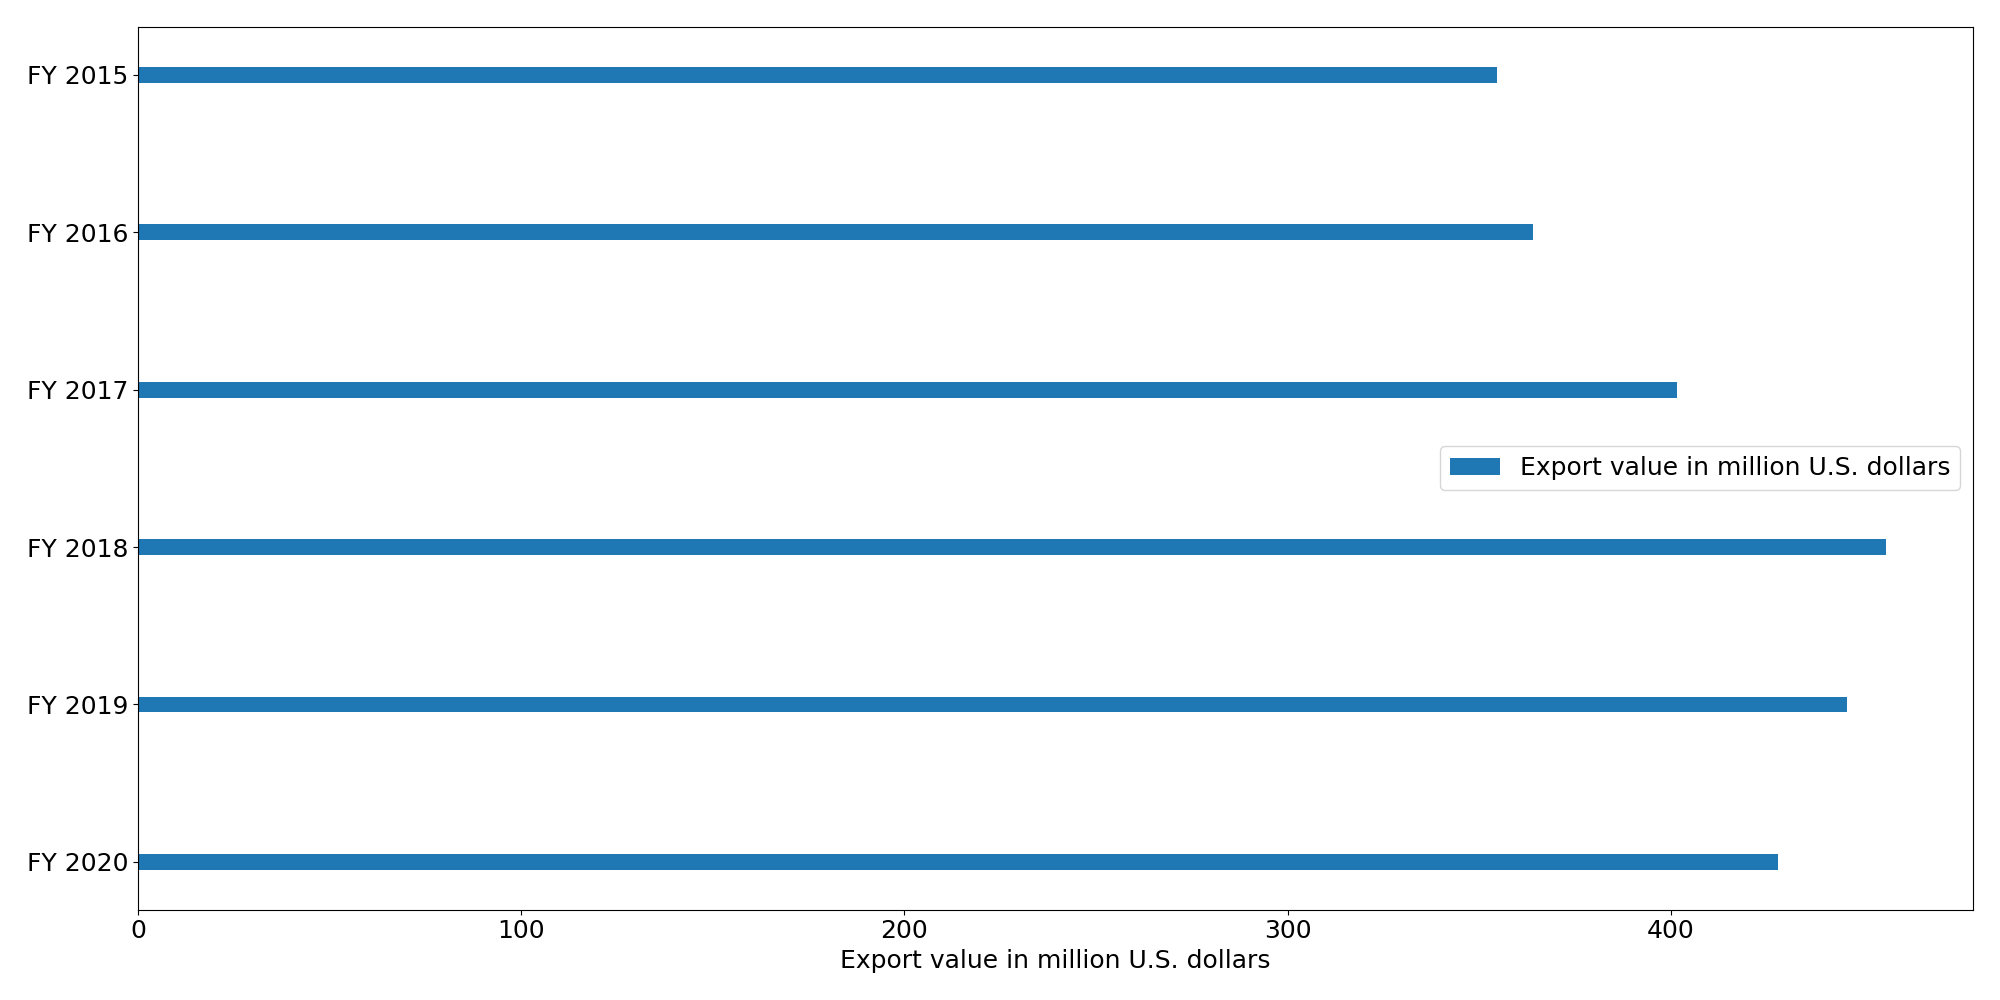 FY 2015
FY 2016
FY 2017
Export value in million U.S. dollars
FY 2018
FY 2019
FY 2020
0 100 200 300 400
Export value in million U.S. dollars